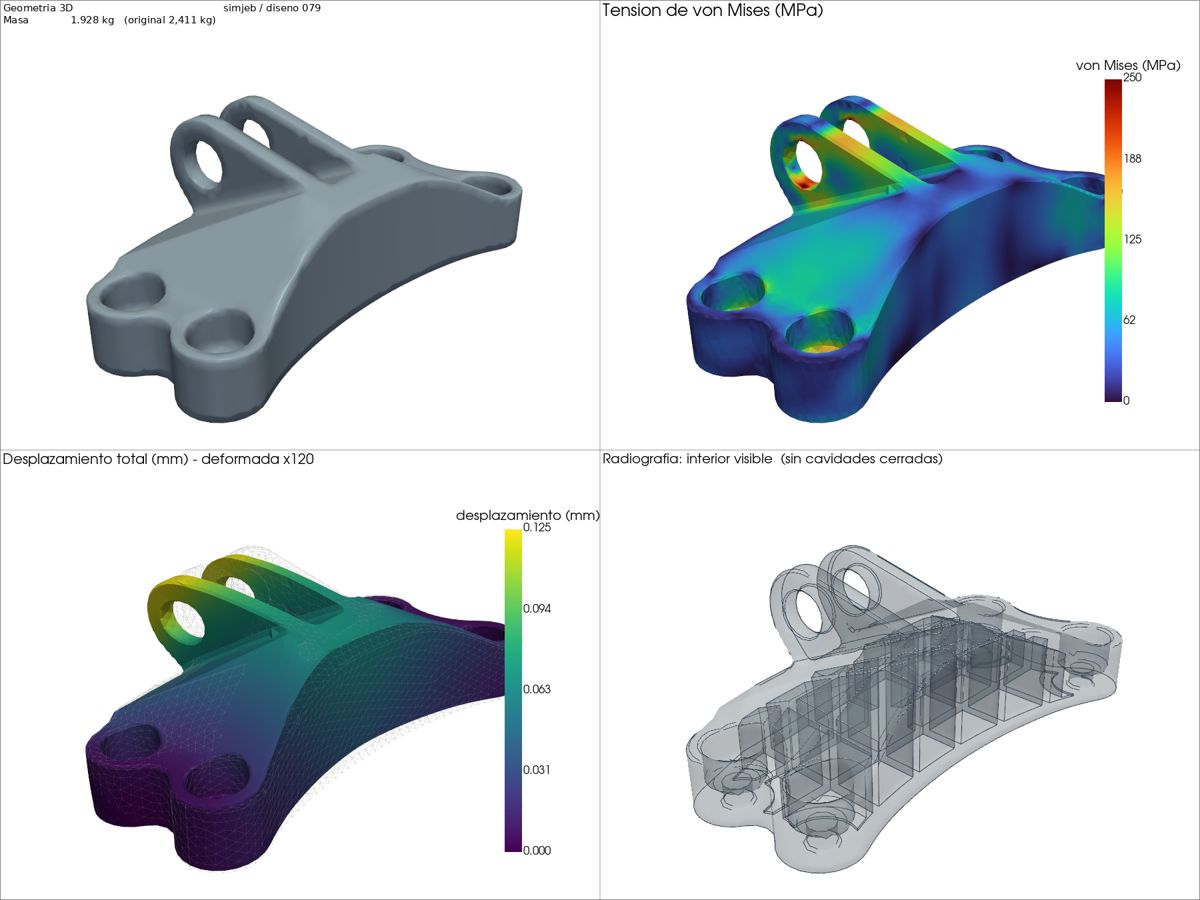 Geometria 3D simjeb / diseno 079
Masa 1.928 kg (original 2,411 kg)
Tension de von Mises (MPa)
von Mises (MPa)
250
188
125
62
0
Desplazamiento total (mm) - deformada x120
desplazamiento (mm)
0.125
0.094
0.063
0.031
0.000
Radiografia: interior visible (sin cavidades cerradas)